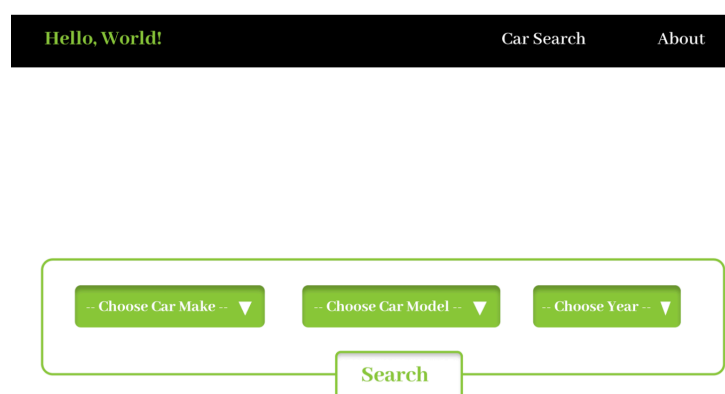 Hello, World! Car Search About
-- Choose Car Make -- -- Choose Car Model -- -- Choose Year --
Search